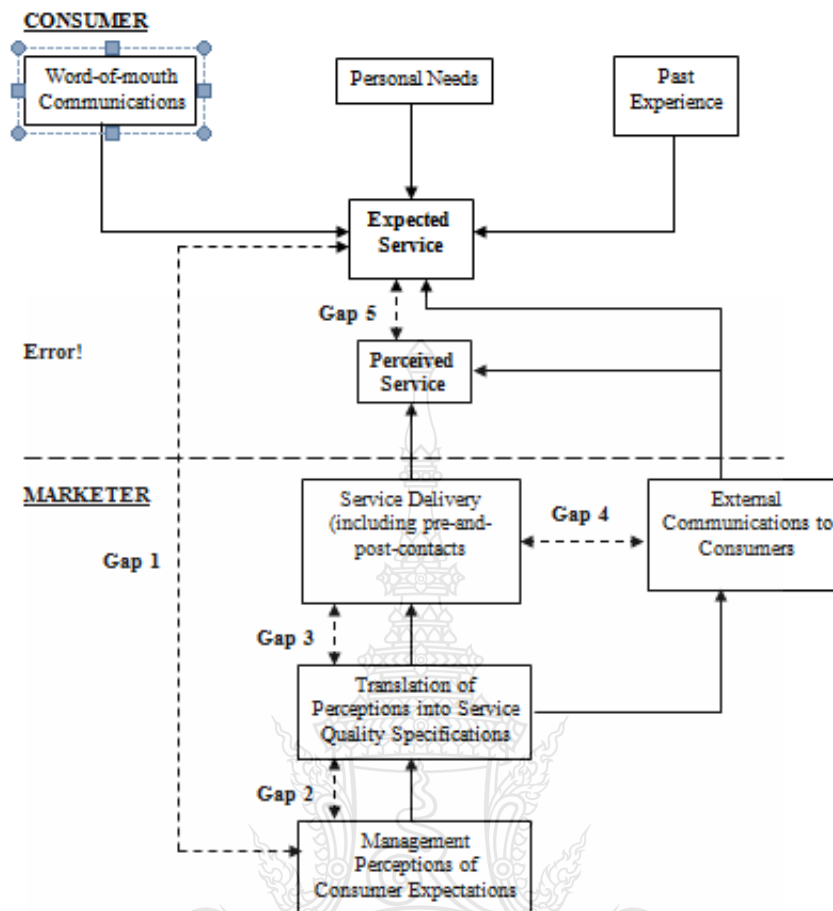 CONSUMER
Word-of-mouth
Communications
Personal Needs
Past
Experience
Expected
Service
Gap 5
Error!
Perceived
Service
MARKETER
Service Delivery
(including pre-and-
post-contacts
Gap 4
External
Communications to
Consumers
Gap 1
Gap 3
Translation of
Perceptions into Service
Quality Specifications
Gap 2
Management
Perceptions of
Consumer Expectations